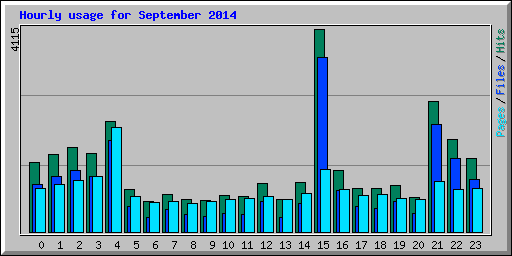 Hourly usage for September 2014
4115
Pages / Files / Hits
0 1 2 3 4 5 6 7 8 9 10 11 12 13 14 15 16 17 18 19 20 21 22 23